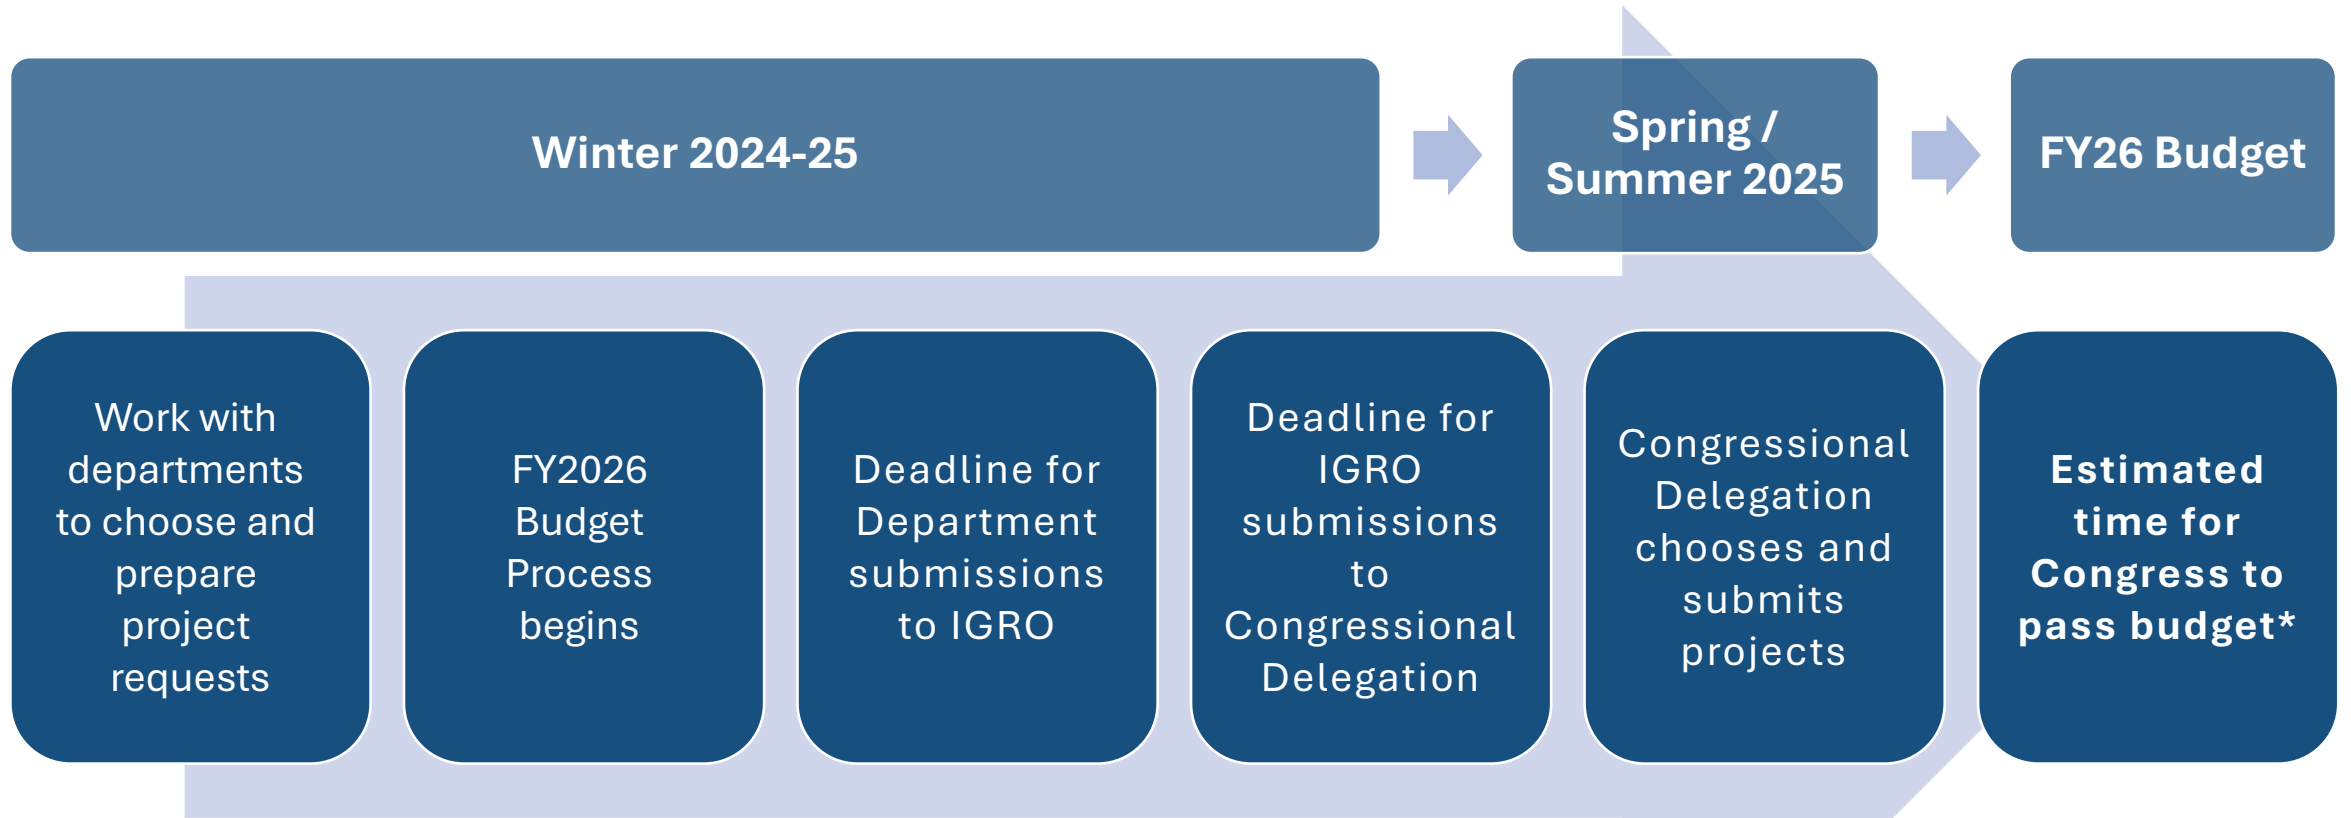 Winter 2024-25
Spring /
Summer 2025
FY26 Budget
Work with
departments
to choose and
prepare
project
requests
FY2026
Budget
Process
begins
Deadline for
Department
submissions
to IGRO
Deadline for
IGRO
submissions
to
Congressional
Delegation
Congressional
Delegation
chooses and
submits
projects
Estimated
time for
Congress to
pass budget*